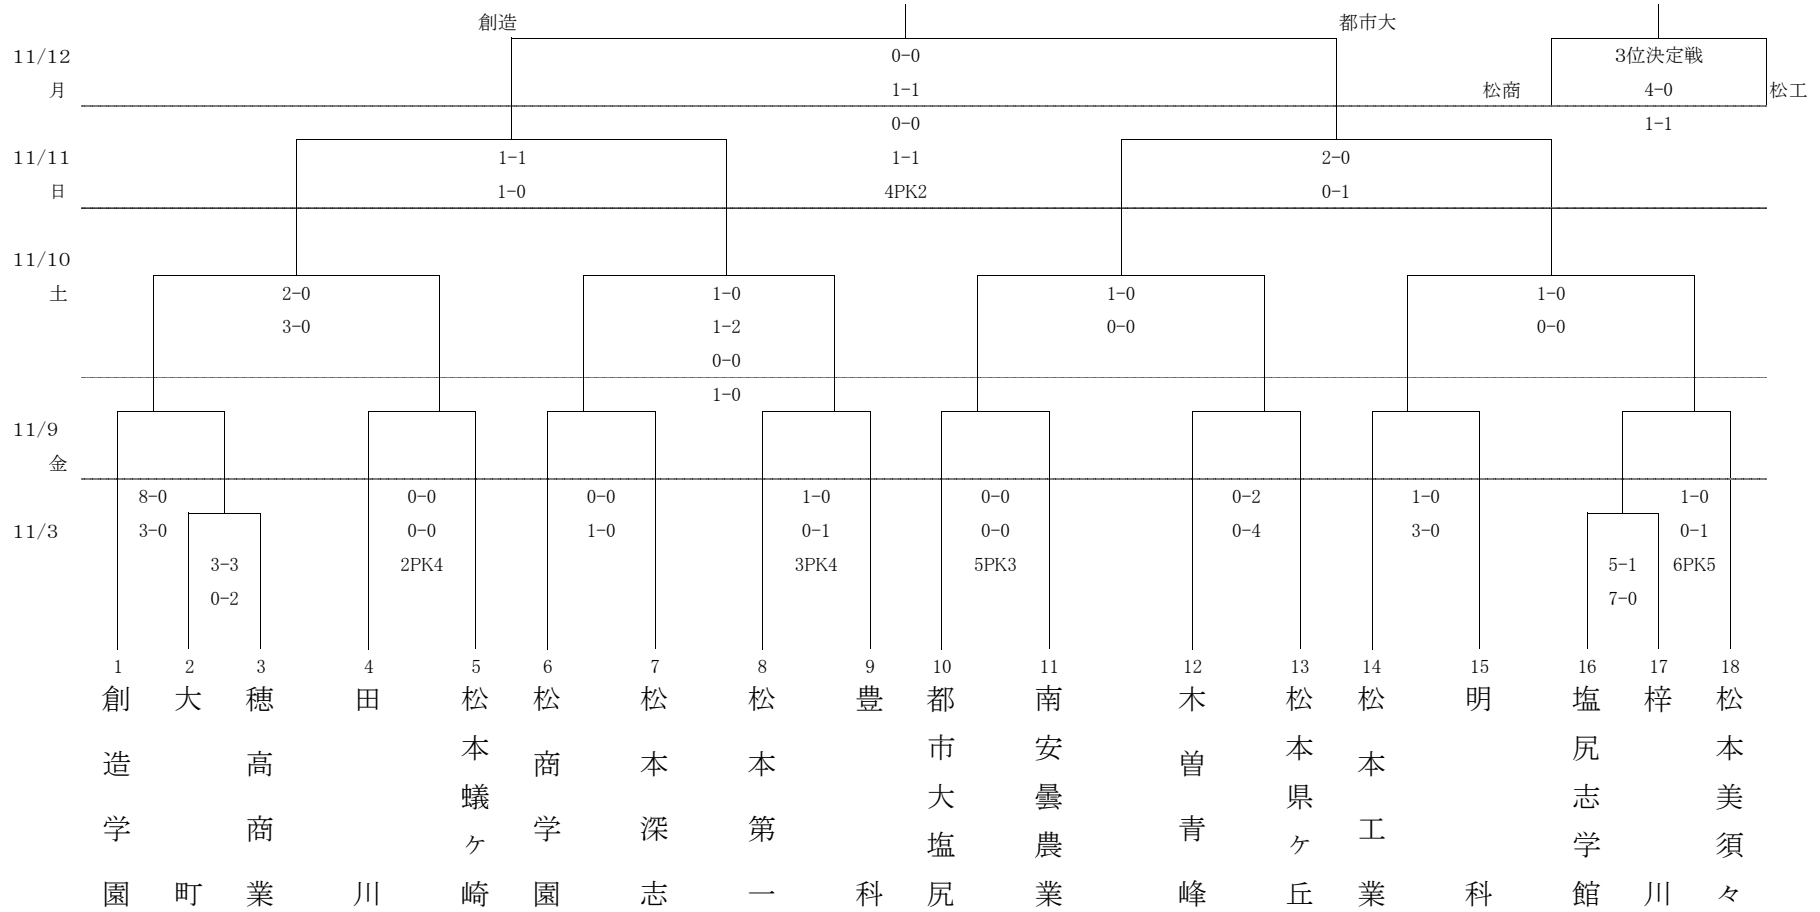 創造 都市大
11/12 0-0 3位決定戦
月 1-1 松商 4-0 松工
0-0 1-1
11/11 1-1 1-1 2-0
日 1-0 4PK2 0-1
11/10
土 2-0 1-0 1-0 1-0
3-0 1-2 0-0 0-0
0-0
1-0
11/9
金
8-0 0-0 0-0 1-0 0-0 0-2 1-0 1-0
11/3 3-0 0-0 1-0 0-1 0-0 0-4 3-0 0-1
3-3 2PK4 3PK4 5PK3 5-1 6PK5
0-2 7-0
1 2 3 4 5 6 7 8 9 10 11 12 13 14 15 16 17 18
創造学園
大町
穂高商業
田川
松本蟻ケ崎
松商学園
松本深志
松本第一
豊科
都市大塩尻
南安曇農業
木曽青峰
松本県ケ丘
松本工業
明科
塩尻志学館
梓川
松本美須々